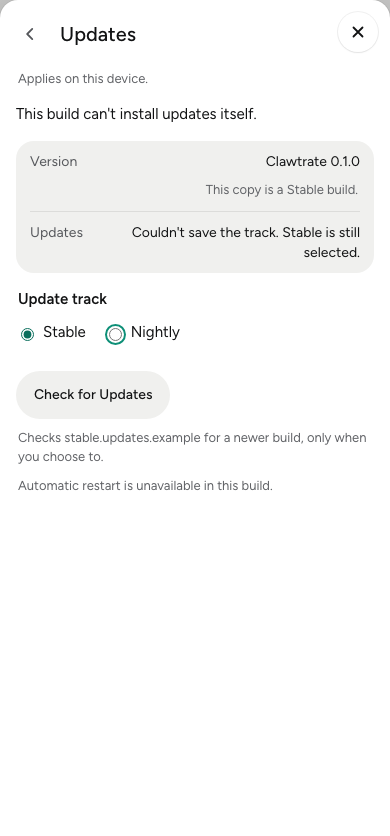 Updates
Applies on this device.
This build can't install updates itself.
Version
Clawtrate 0.1.0
This copy is a Stable build.
Updates
Couldn't save the track. Stable is still
selected.
Update track
Stable
Nightly
Check for Updates
Checks stable.updates.example for a newer build, only when
you choose to.
Automatic restart is unavailable in this build.